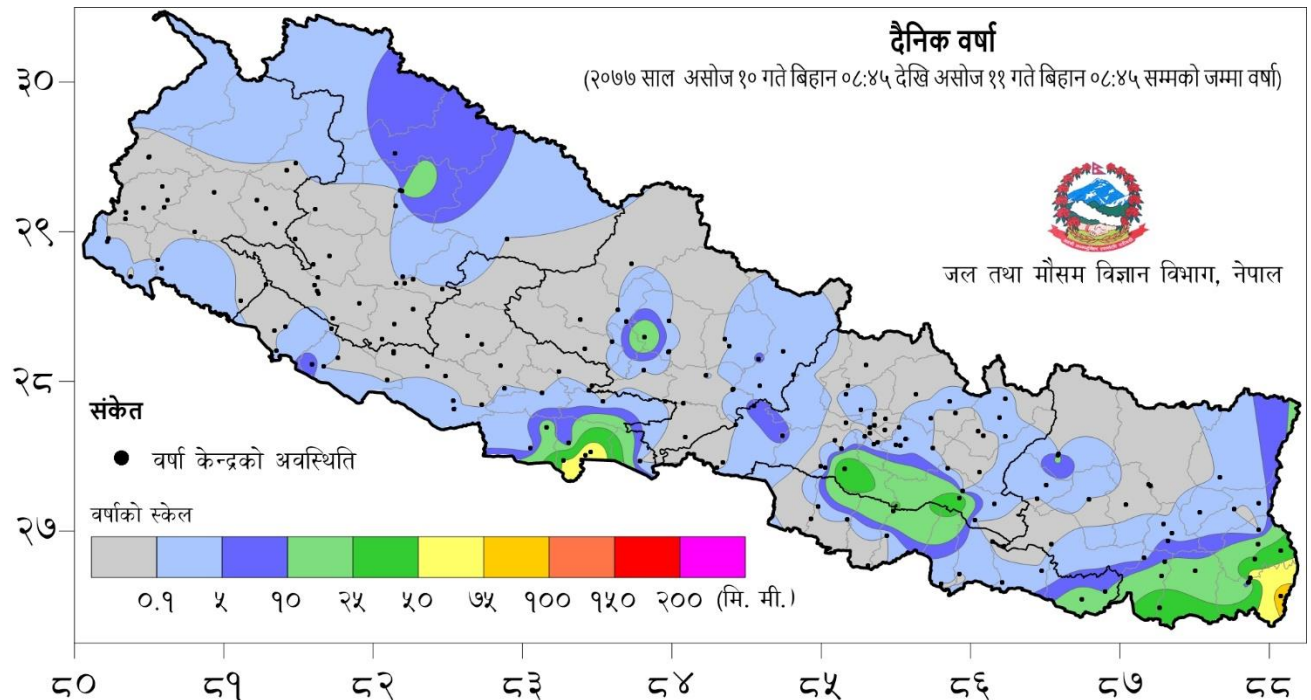 दैनिक वर्षा
(२०७७ साल असोज १० गते बिहान ०८:४५ देखि असोज ११ गते बिहान ०८:४५ सम्मको जम्मा वर्षा)
३०
२९
२८
२७
जल तथा मौसम विज्ञान विभाग, नेपाल
संकेत
वर्षा केन्द्रको अवस्थिति
वर्षाको स्केल
०.१ ५ १० २५ ५० ७५ १०० १५० २०० (मि. मी.)
८० ८१ ८२ ८३ ८४ ८५ ८६ ८७ ८८